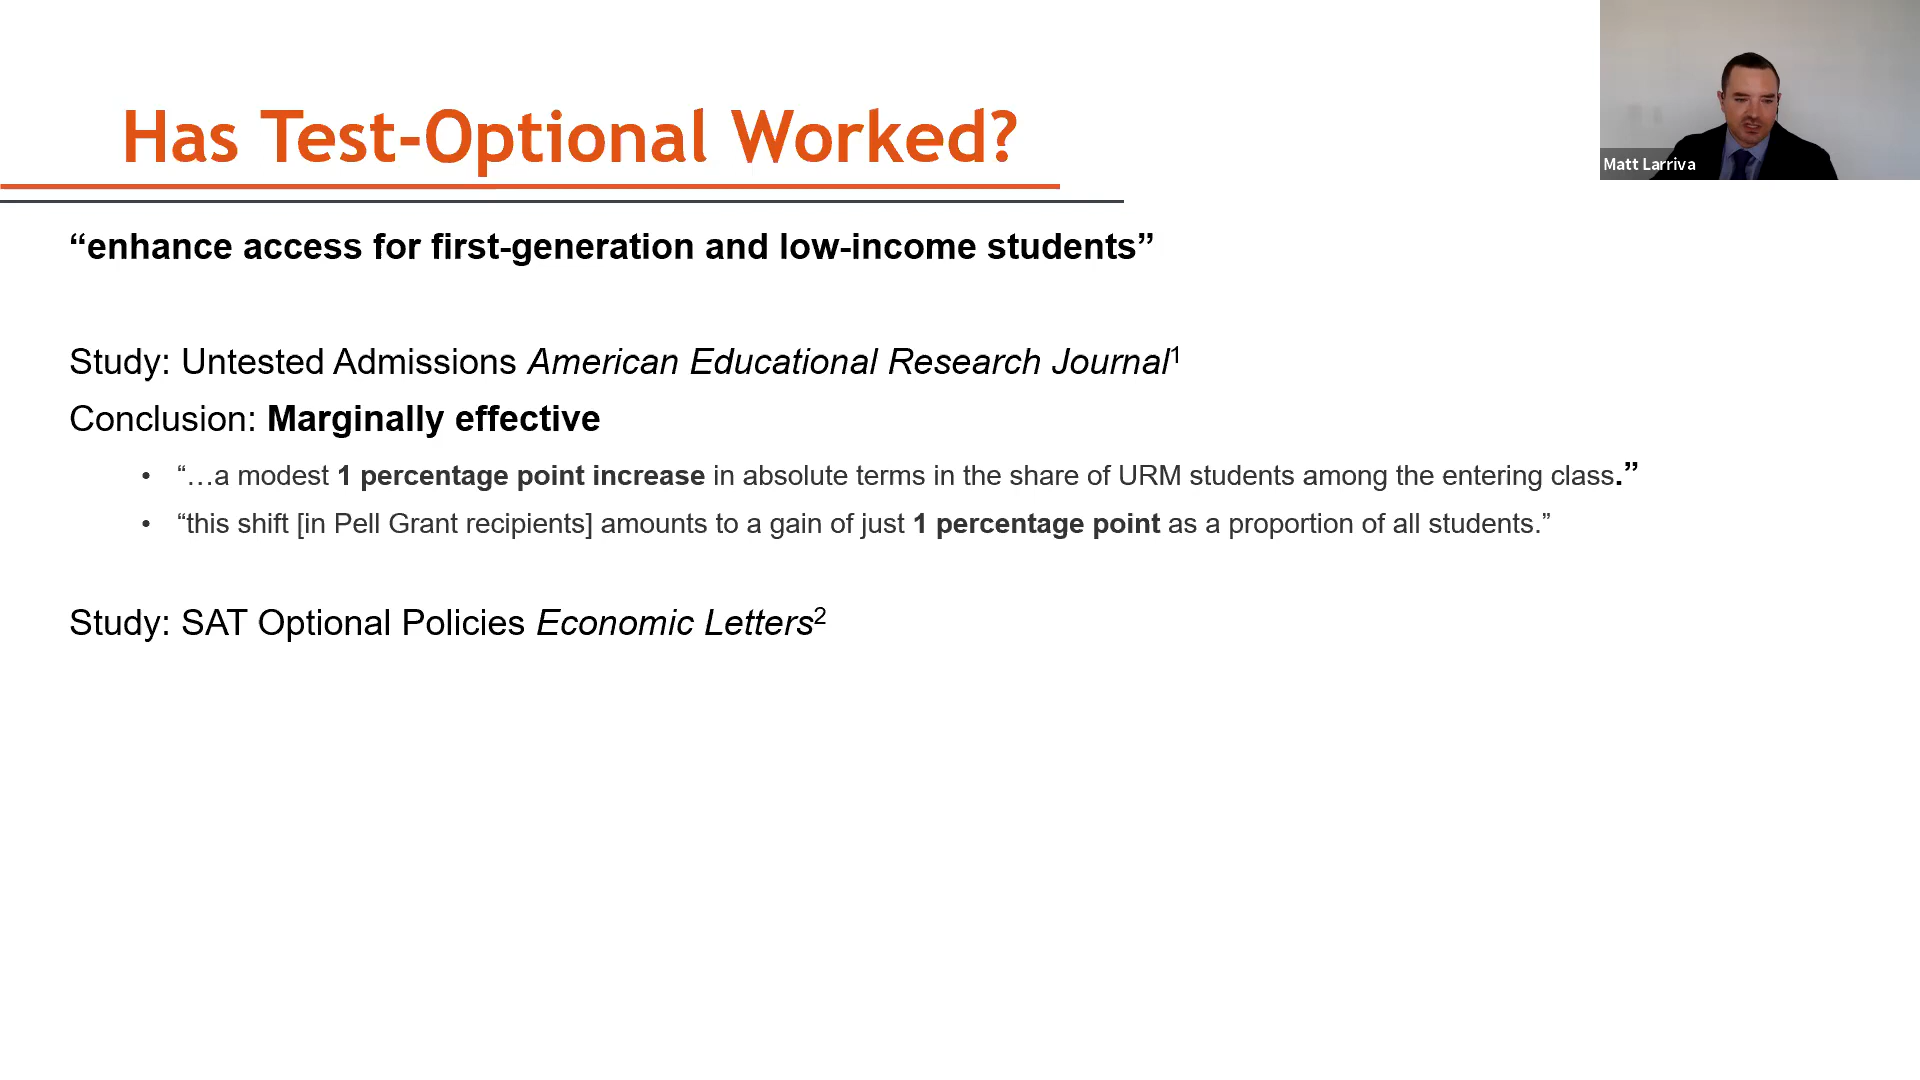 Has Test-Optional Worked?
Matt Larriva
“enhance access for first-generation and low-income students”
Study: Untested Admissions American Educational Research Journal1
Conclusion: Marginally effective
• “…a modest 1 percentage point increase in absolute terms in the share of URM students among the entering class.”
• “this shift [in Pell Grant recipients] amounts to a gain of just 1 percentage point as a proportion of all students.”
Study: SAT Optional Policies Economic Letters2